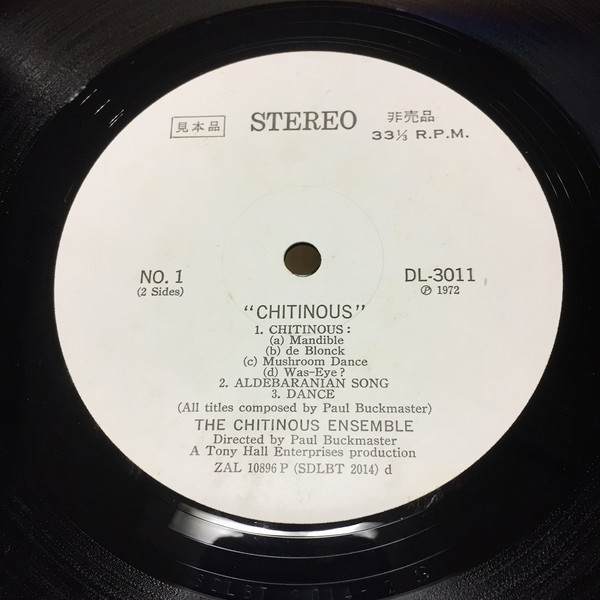 見本品
STEREO
非売品
33⅓ R.P.M.
NO. 1
(2 Sides)
DL-3011
℗ 1972
"CHITINOUS"
1. CHITINOUS:
(a) Mandible
(b) de Blonck
(c) Mushroom Dance
(d) Was-Eye?
2. ALDEBARANIAN SONG
3. DANCE
(All titles composed by Paul Buckmaster)
THE CHITINOUS ENSEMBLE
Directed by Paul Buckmaster
A Tony Hall Enterprises production
ZAL 10896 P (SDLBT 2014) d